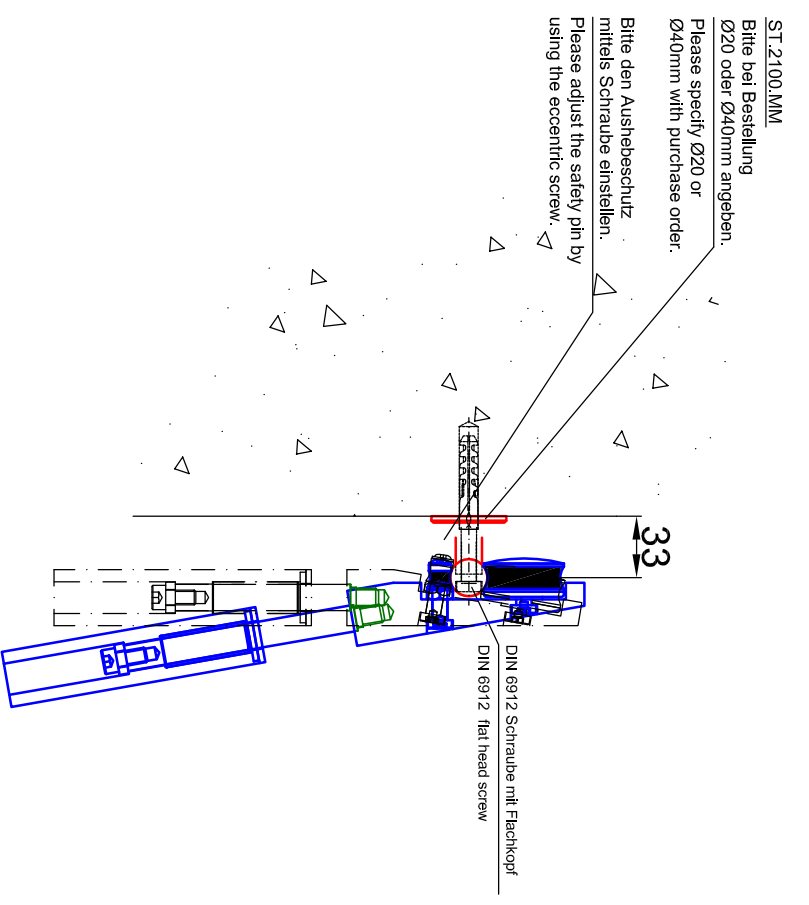 ST.2100.MM
Bitte bei Bestellung
Ø20 oder Ø40mm angeben.
Please specify Ø20 or
Ø40mm with purchase order.
Bitte den Aushebeschutz
mittels Schraube einstellen.
Please adjust the safety pin by
using the eccentric screw.
33
DIN 6912 Schraube mit Flachkopf
DIN 6912 flat head screw